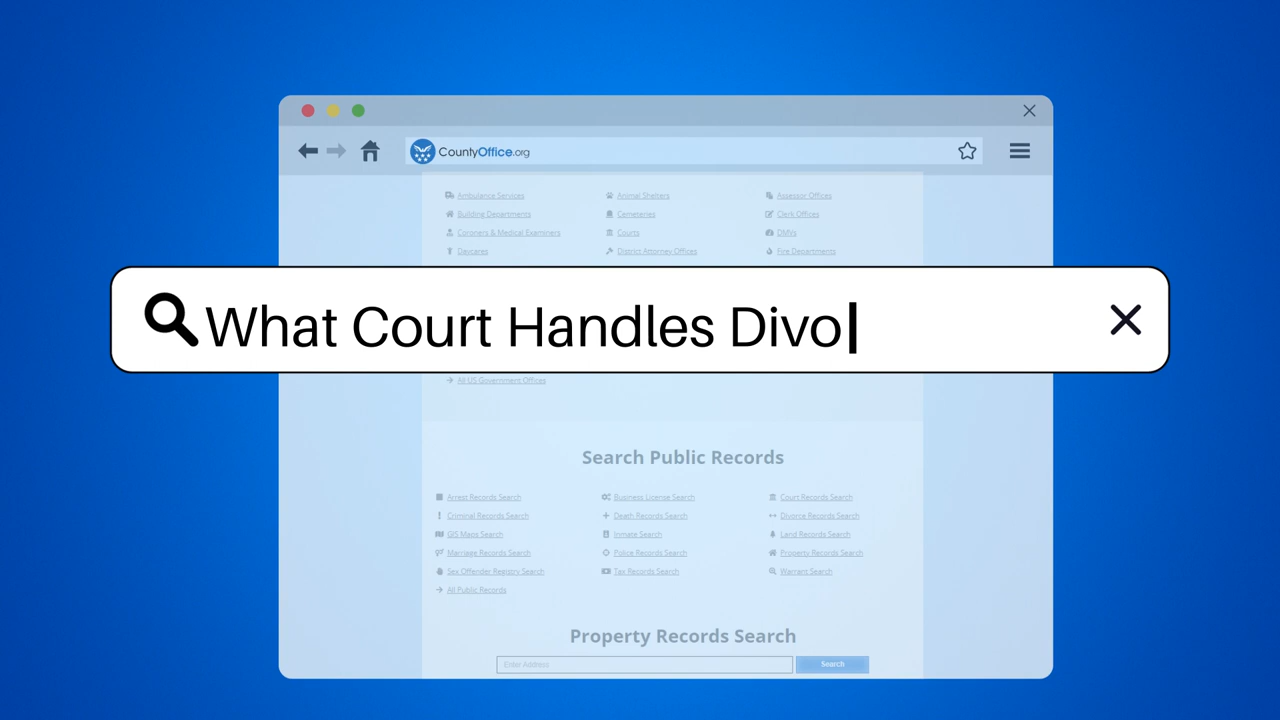 CountyOffice.org
Ambulance Services Animal Shelters Assessor Offices
Building Departments Cemeteries Clerk Offices
Coroners & Medical Examiners Courts DMVs
Daycares District Attorney Offices Fire Departments
What Court Handles Divo
All US Government Offices
Search Public Records
Arrest Records Search Business License Search Court Records Search
Criminal Records Search Death Records Search Divorce Records Search
GIS Maps Search Inmate Search Land Records Search
Marriage Records Search Police Records Search Property Records Search
Sex Offender Registry Search Tax Records Search Warrant Search
All Public Records
Property Records Search
Enter Address Search